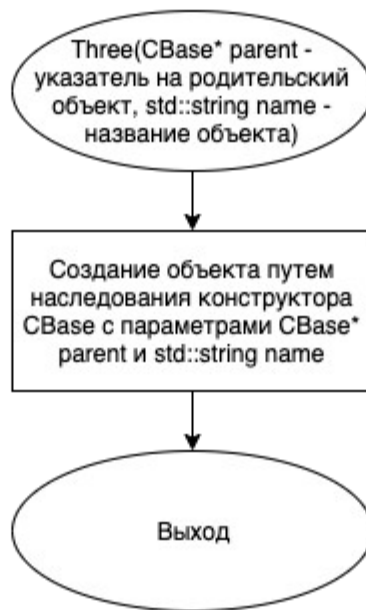 Three(CBase* parent -
указатель на родительский
объект, std::string name -
название объекта)
Создание объекта путем
наследования конструктора
CBase с параметрами CBase*
parent и std::string name
Выход